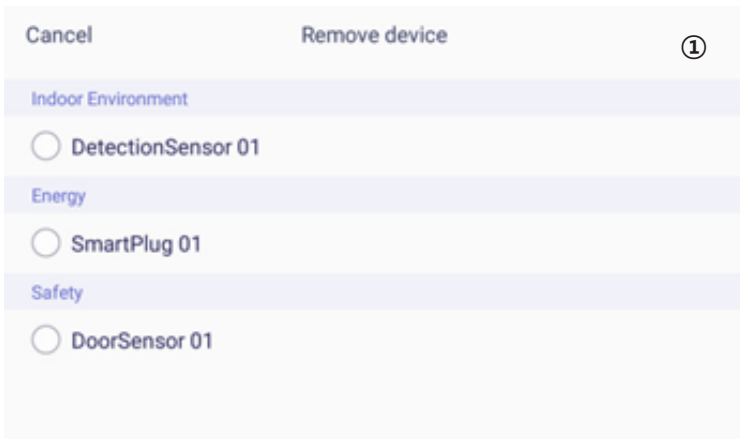 Cancel Remove device ①
Indoor Environment
DetectionSensor 01
Energy
SmartPlug 01
Safety
DoorSensor 01